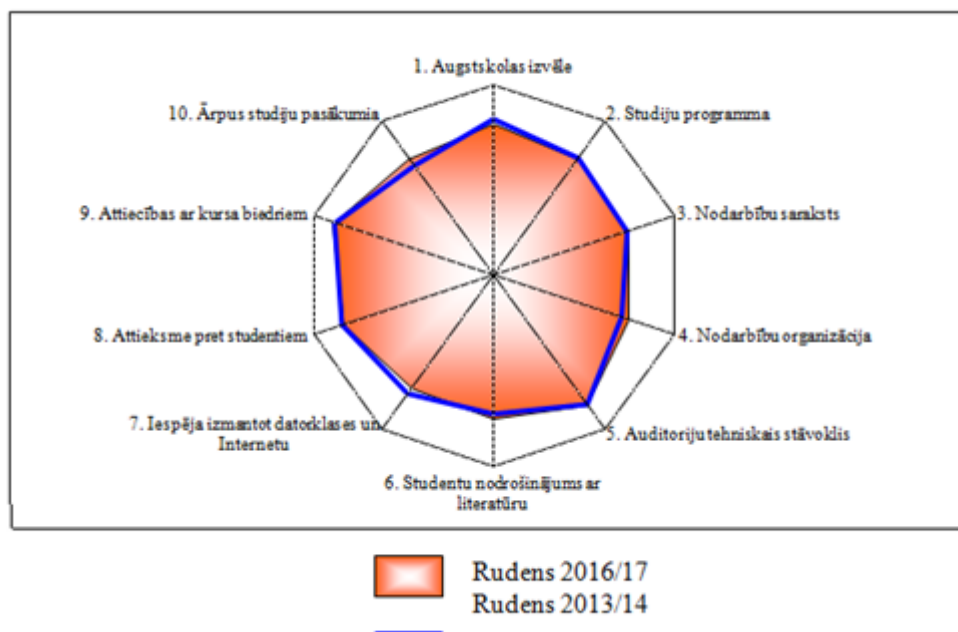 1. Augstskolas izvēle
2. Studiju programma
3. Nodarbību saraksts
4. Nodarbību organizācija
5. Auditoriju tehniskais stāvoklis
6. Studentu nodrošinājums ar
literatūru
7. Iespēja izmantot datorklases un
Internetu
8. Attieksme pret studentiem
9. Attiecības ar kursa biedriem
10. Ārpus studiju pasākumia
Rudens 2016/17
Rudens 2013/14